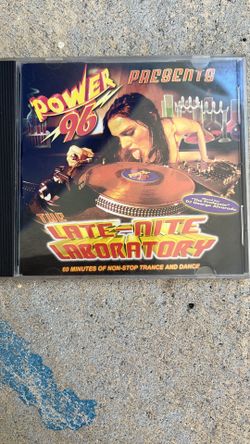 POWER
96
PRESENTS
THE
LATE-NITE
LABORATORY
60 MINUTES OF NON-STOP TRANCE AND DANCE